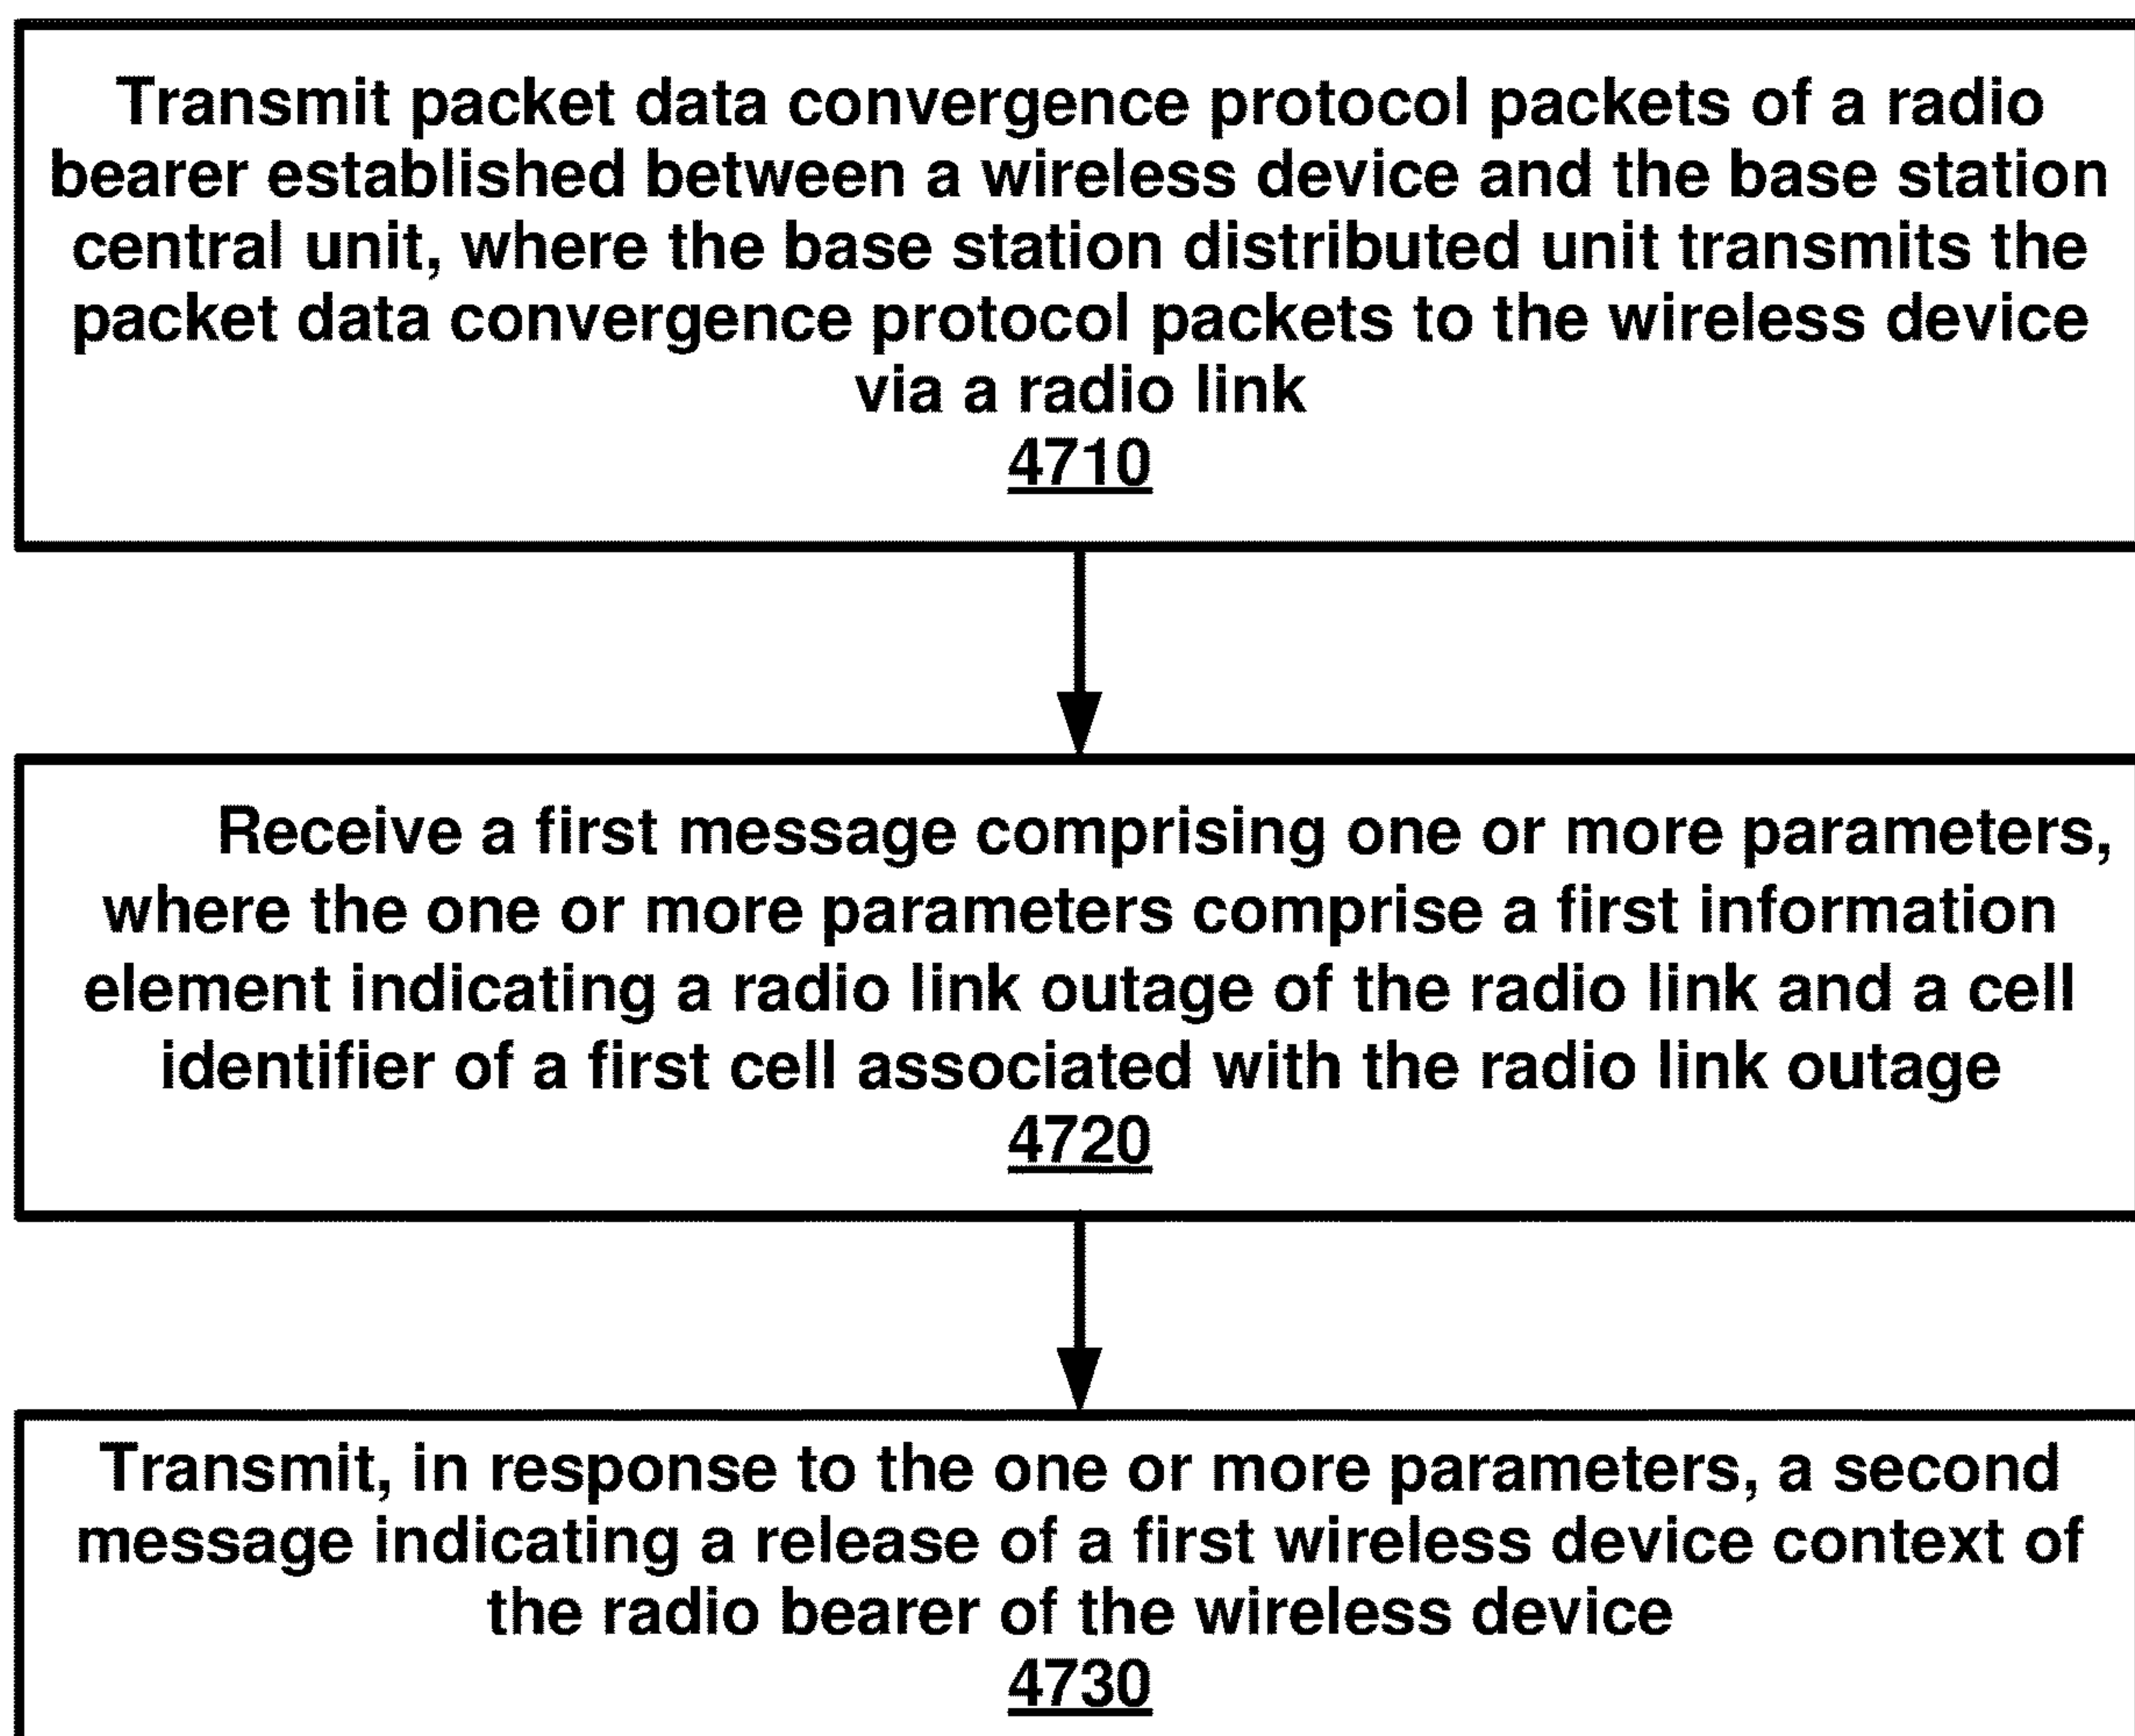 Transmit packet data convergence protocol packets of a radio
bearer established between a wireless device and the base station
central unit, where the base station distributed unit transmits the
packet data convergence protocol packets to the wireless device
via a radio link
4710
Receive a first message comprising one or more parameters,
where the one or more parameters comprise a first information
element indicating a radio link outage of the radio link and a cell
identifier of a first cell associated with the radio link outage
4720
Transmit, in response to the one or more parameters, a second
message indicating a release of a first wireless device context of
the radio bearer of the wireless device
4730